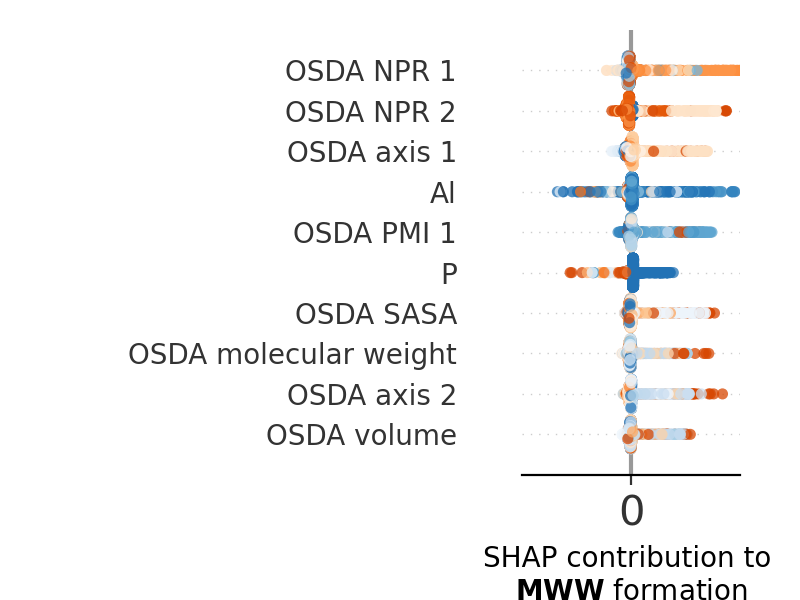 OSDA NPR 1
OSDA NPR 2
OSDA axis 1
Al
OSDA PMI 1
P
OSDA SASA
OSDA molecular weight
OSDA axis 2
OSDA volume
0
SHAP contribution to
MWW formation